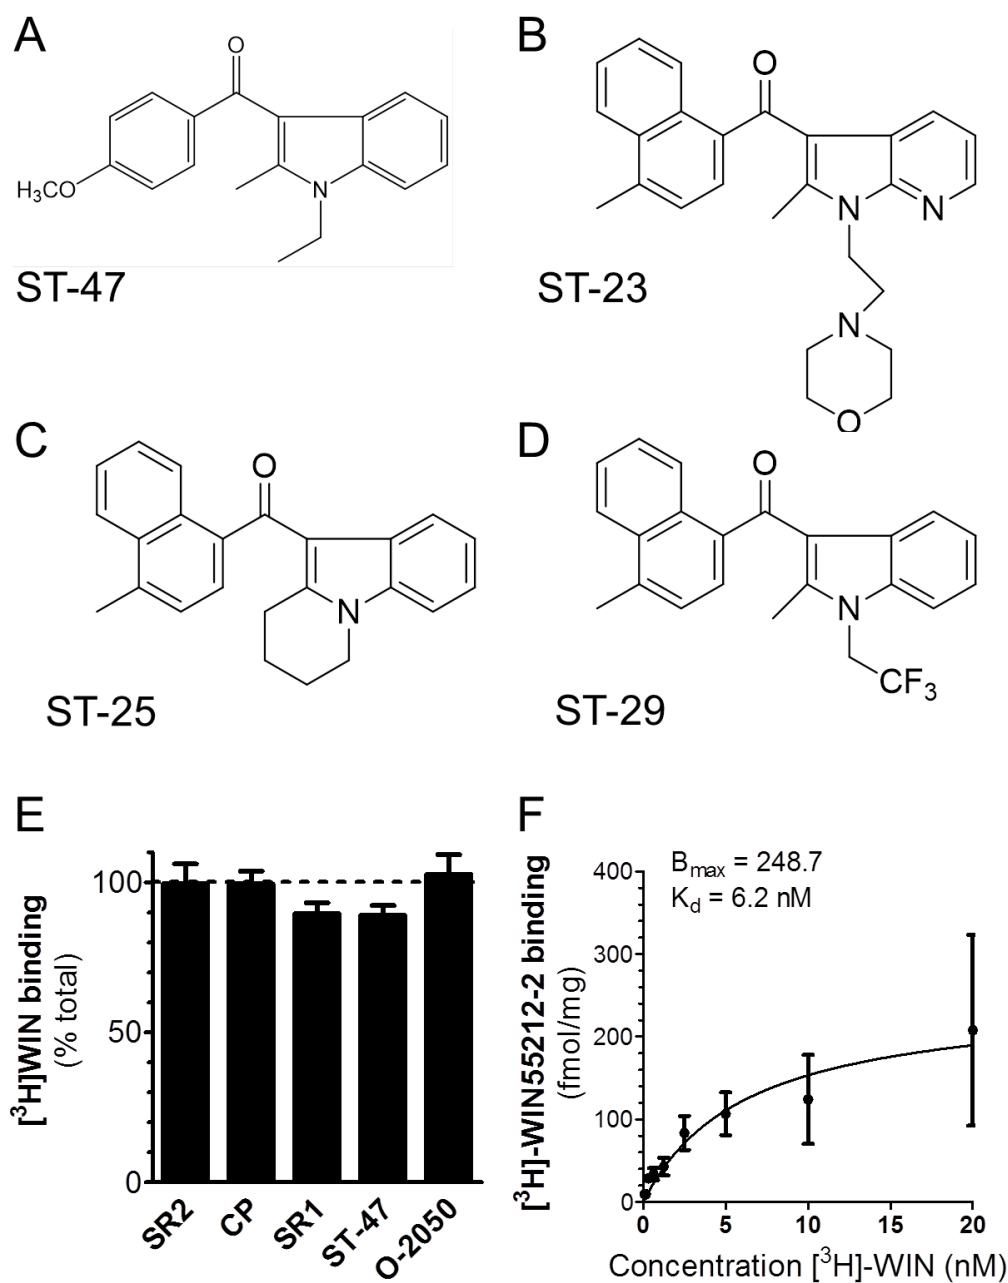 A
O
H₃CO
N
ST-47
B
O
N
N
N
O
ST-23
C
O
N
ST-25
D
O
N
CF₃
ST-29
E
[³H]WIN binding
(% total)
100
50
0
SR2
CP
SR1
ST-47
O-2050
F
[³H]-WIN55212-2 binding
(fmol/mg)
Bmax = 248.7
Kd = 6.2 nM
400
300
200
100
0
0 5 10 15 20
Concentration [³H]-WIN (nM)